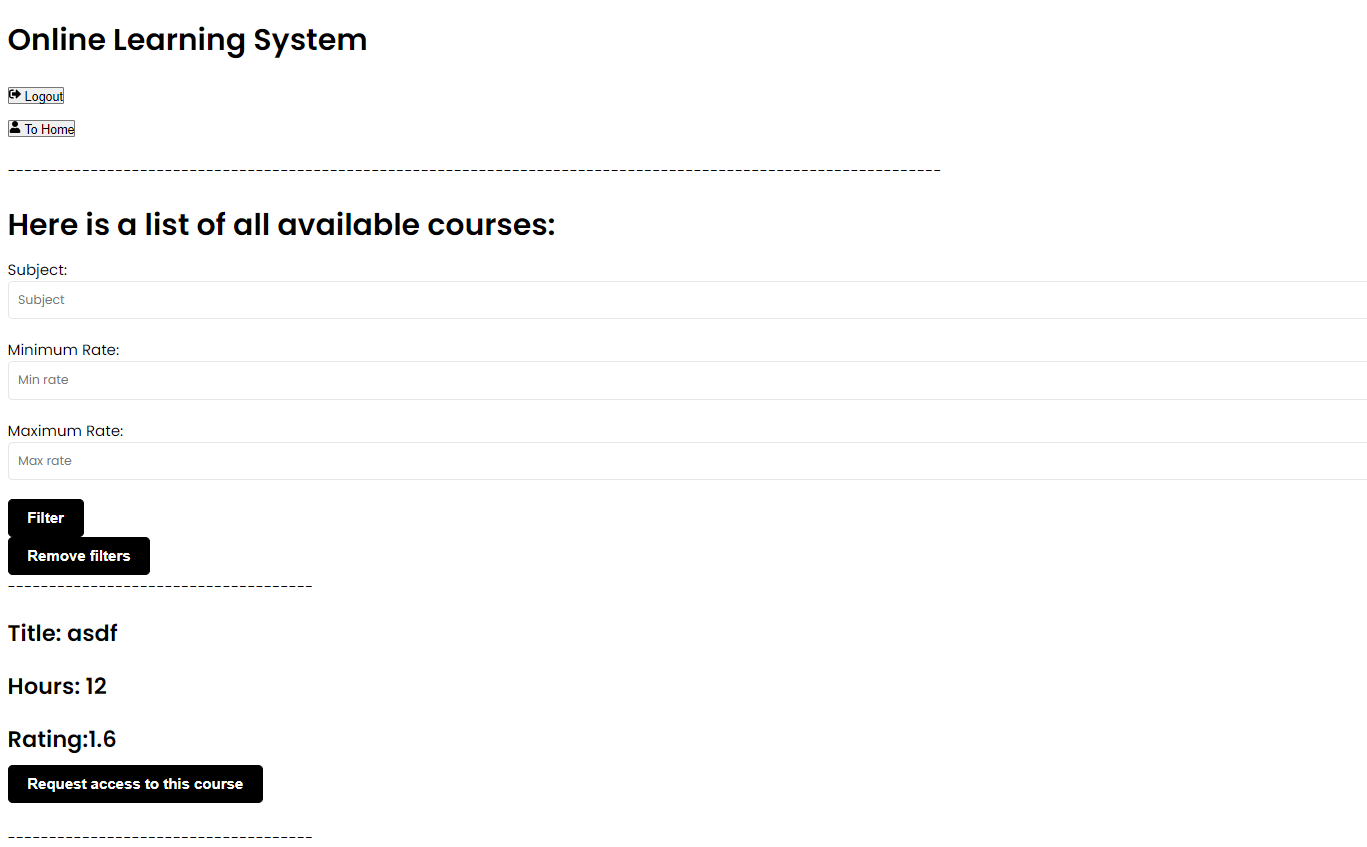 Online Learning System
Logout
To Home
-----------------------------------------------------------------------------------------------------------------
Here is a list of all available courses:
Subject:
Subject
Minimum Rate:
Min rate
Maximum Rate:
Max rate
Filter
Remove filters
-------------------------------------
Title: asdf
Hours: 12
Rating:1.6
Request access to this course
-------------------------------------